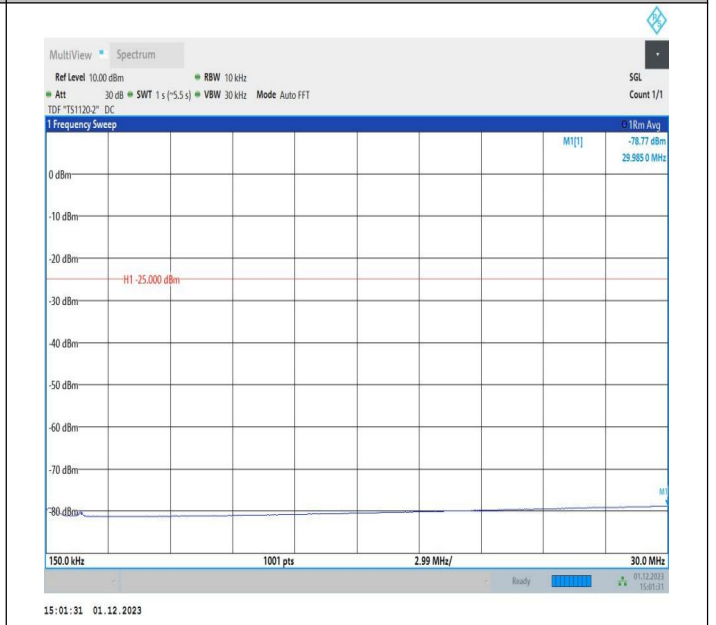 R S
MultiView Spectrum
Ref Level 10.00 dBm RBW 10 kHz SGL
Att 30 dB SWT 1 s (~5.5 s) VBW 30 kHz Mode Auto FFT Count 1/1
TDF "TS1120-2" DC
1 Frequency Sweep 1Rm Avg
M1[1] -78.77 dBm
29.985 0 MHz
0 dBm
-10 dBm
-20 dBm
H1 -25.000 dBm
-30 dBm
-40 dBm
-50 dBm
-60 dBm
-70 dBm
M1
-80 dBm
150.0 kHz 1001 pts 2.99 MHz/ 30.0 MHz
Ready 01.12.2023
15:01:31
15:01:31 01.12.2023